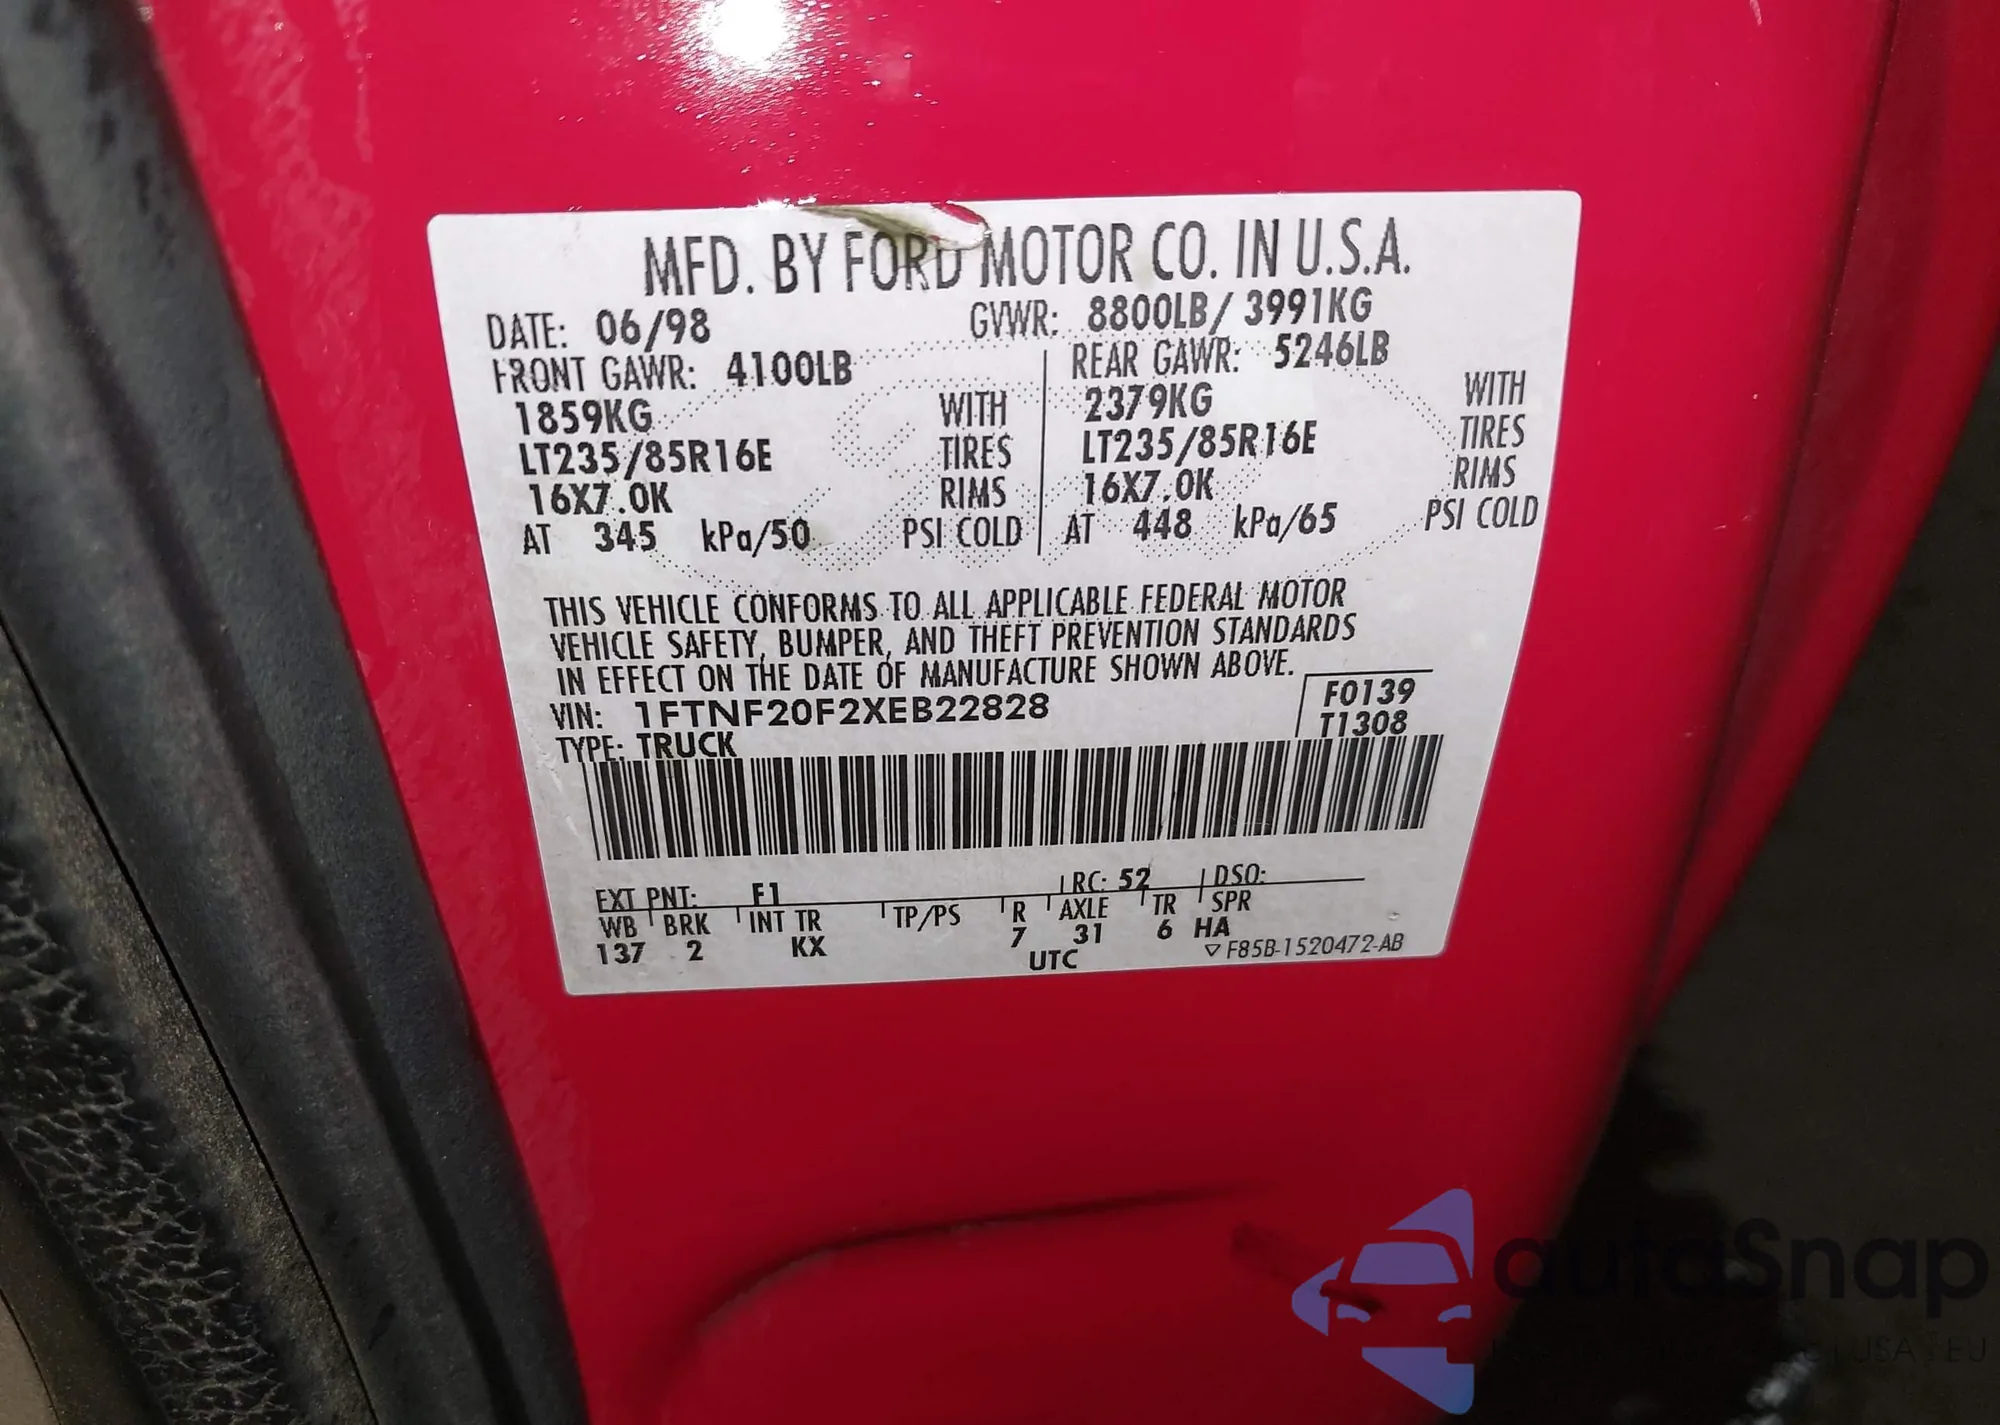 MFD. BY FORD MOTOR CO. IN U.S.A.
DATE: 06/98 GVWR: 8800LB/ 3991KG
FRONT GAWR: 4100LB REAR GAWR: 5246LB
1859KG WITH 2379KG WITH
LT235/85R16E TIRES LT235/85R16E TIRES
16X7.0K RIMS 16X7.0K RIMS
AT 345 kPa/50 PSI COLD AT 448 kPa/65 PSI COLD
THIS VEHICLE CONFORMS TO ALL APPLICABLE FEDERAL MOTOR
VEHICLE SAFETY, BUMPER, AND THEFT PREVENTION STANDARDS
IN EFFECT ON THE DATE OF MANUFACTURE SHOWN ABOVE.
VIN: 1FTNF20F2XEB22828 F0139
TYPE: TRUCK T1308
EXT PNT: F1 RC: 52 DSO:
WB BRK INT TR TP/PS R AXLE TR SPR
137 2 KX 7 31 6 HA
UTC F85B-1520472-AB
autoSnap
USA EU